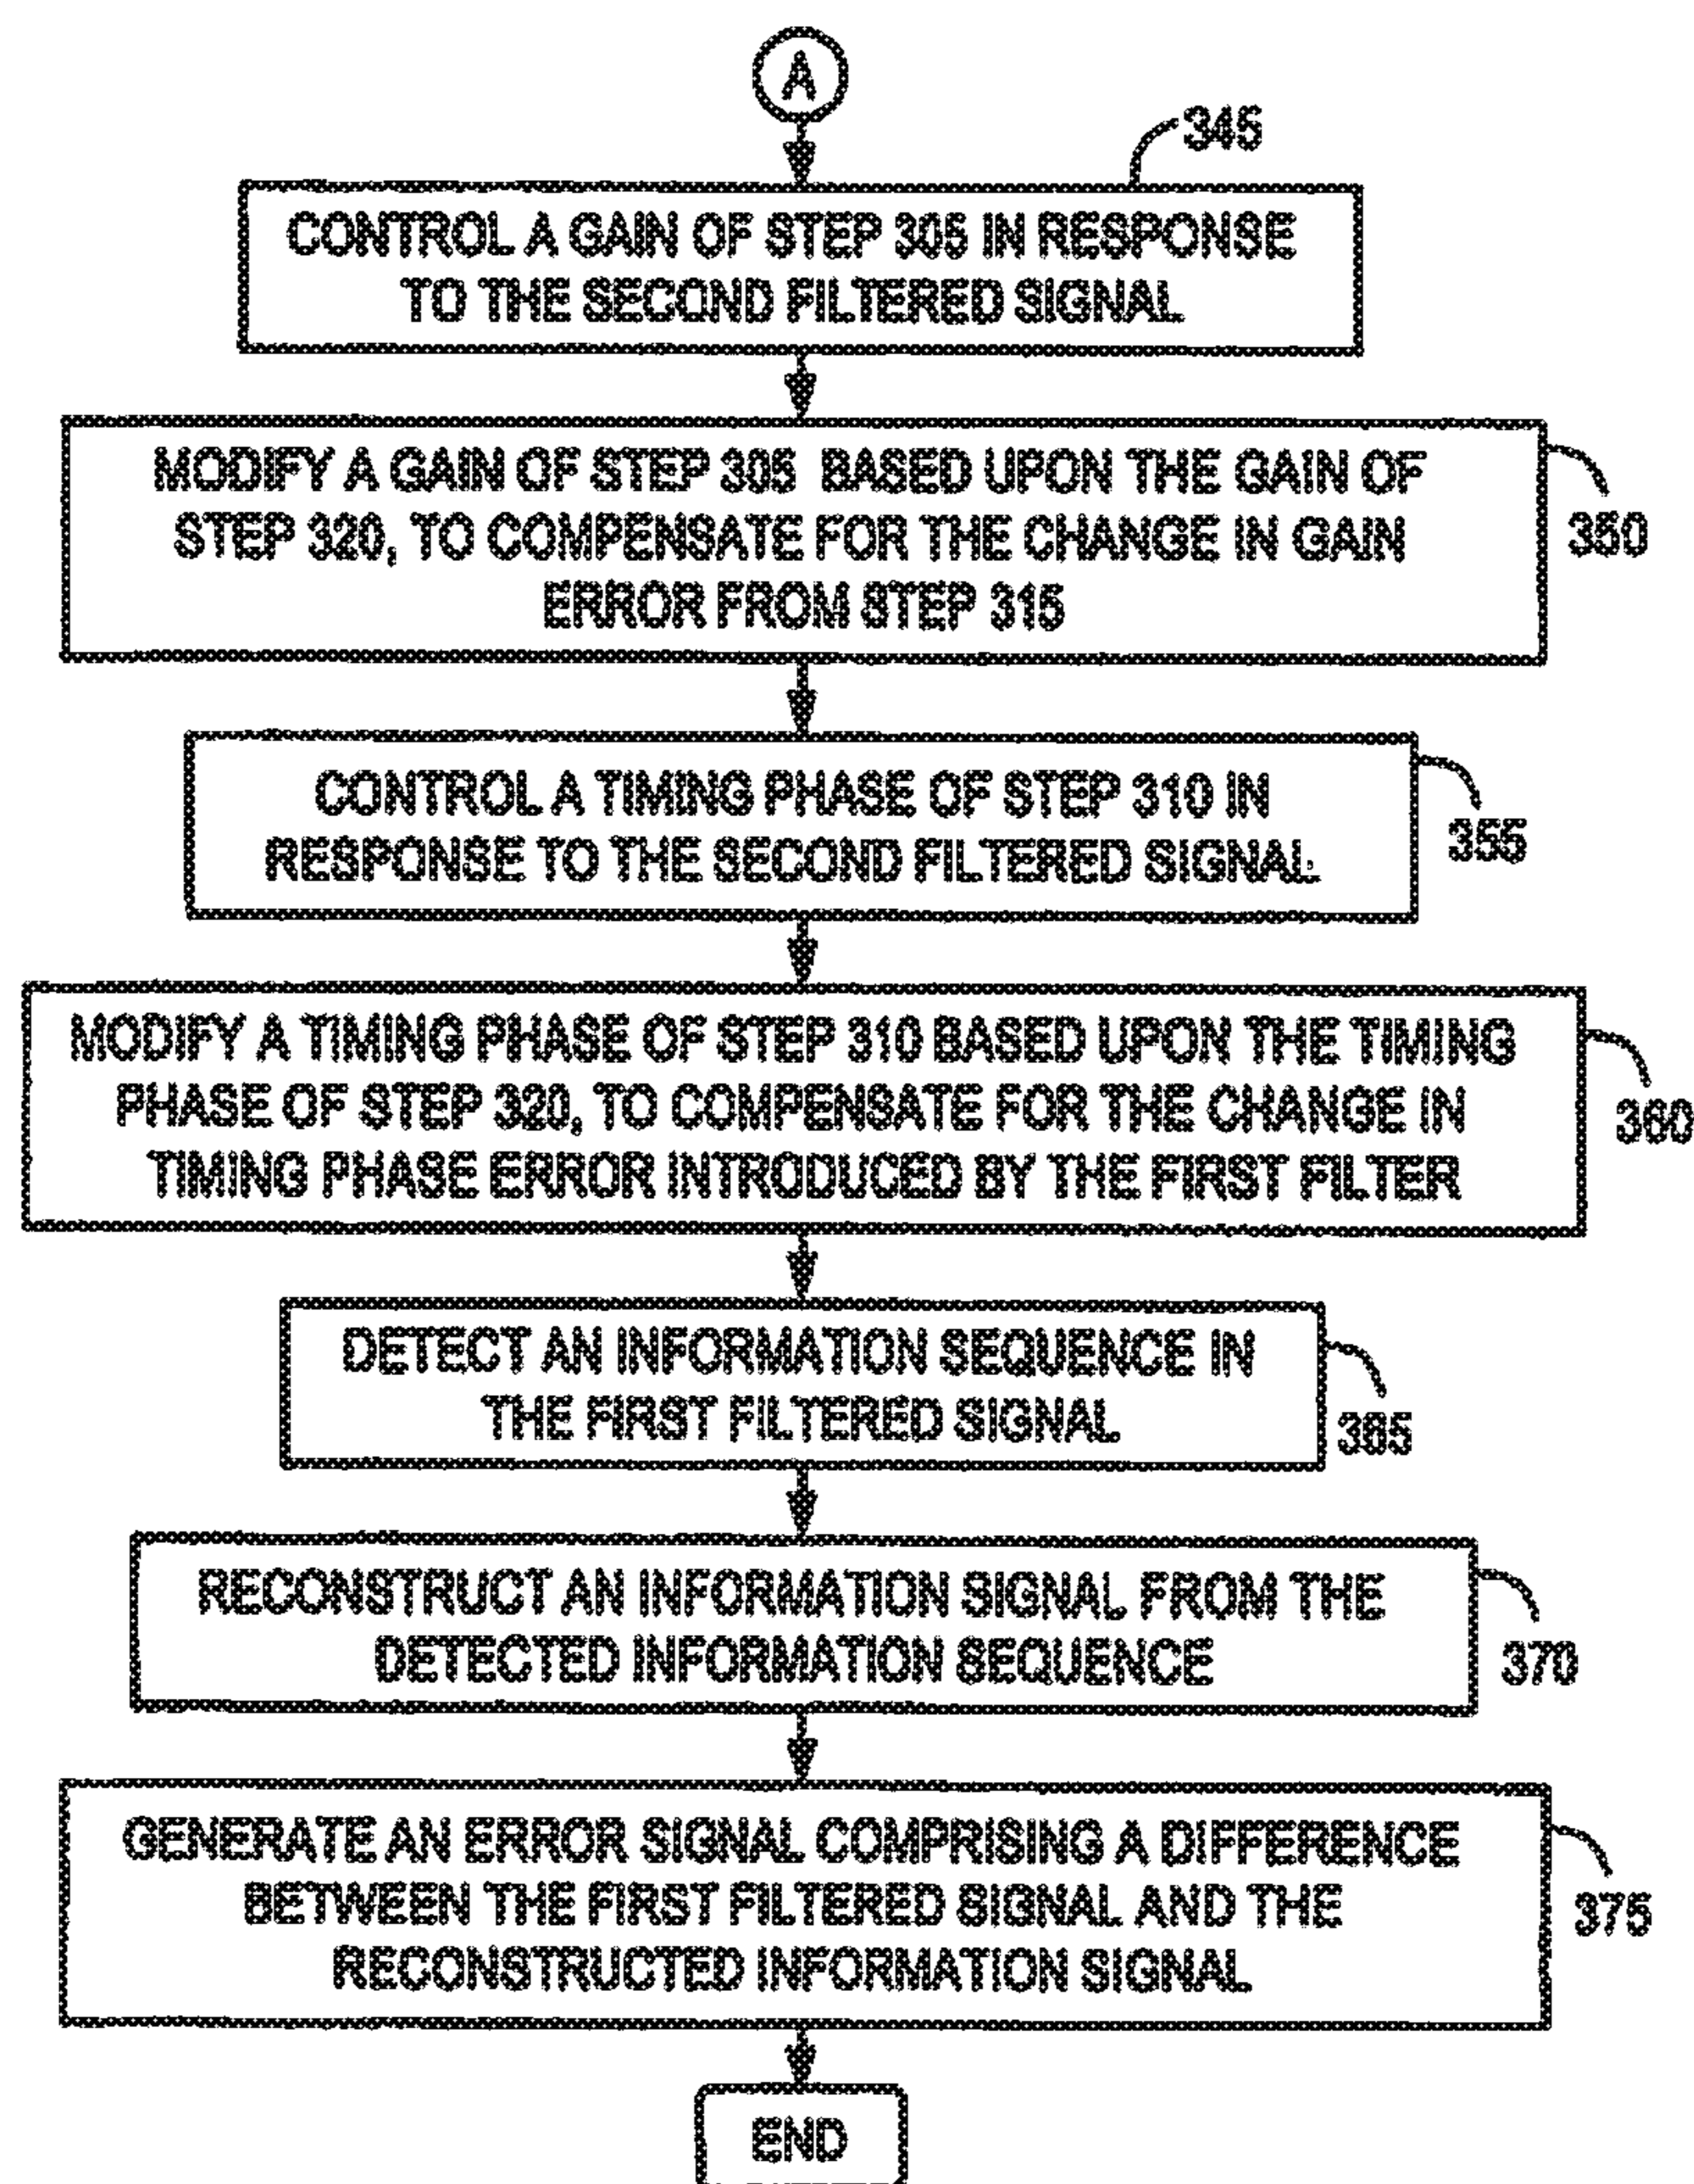 A
345
CONTROL A GAIN OF STEP 305 IN RESPONSE
TO THE SECOND FILTERED SIGNAL
MODIFY A GAIN OF STEP 305 BASED UPON THE GAIN OF
STEP 320, TO COMPENSATE FOR THE CHANGE IN GAIN
ERROR FROM STEP 315
350
CONTROL A TIMING PHASE OF STEP 310 IN
RESPONSE TO THE SECOND FILTERED SIGNAL
355
MODIFY A TIMING PHASE OF STEP 310 BASED UPON THE TIMING
PHASE OF STEP 320, TO COMPENSATE FOR THE CHANGE IN
TIMING PHASE ERROR INTRODUCED BY THE FIRST FILTER
360
DETECT AN INFORMATION SEQUENCE IN
THE FIRST FILTERED SIGNAL
365
RECONSTRUCT AN INFORMATION SIGNAL FROM THE
DETECTED INFORMATION SEQUENCE
370
GENERATE AN ERROR SIGNAL COMPRISING A DIFFERENCE
BETWEEN THE FIRST FILTERED SIGNAL AND THE
RECONSTRUCTED INFORMATION SIGNAL
375
END